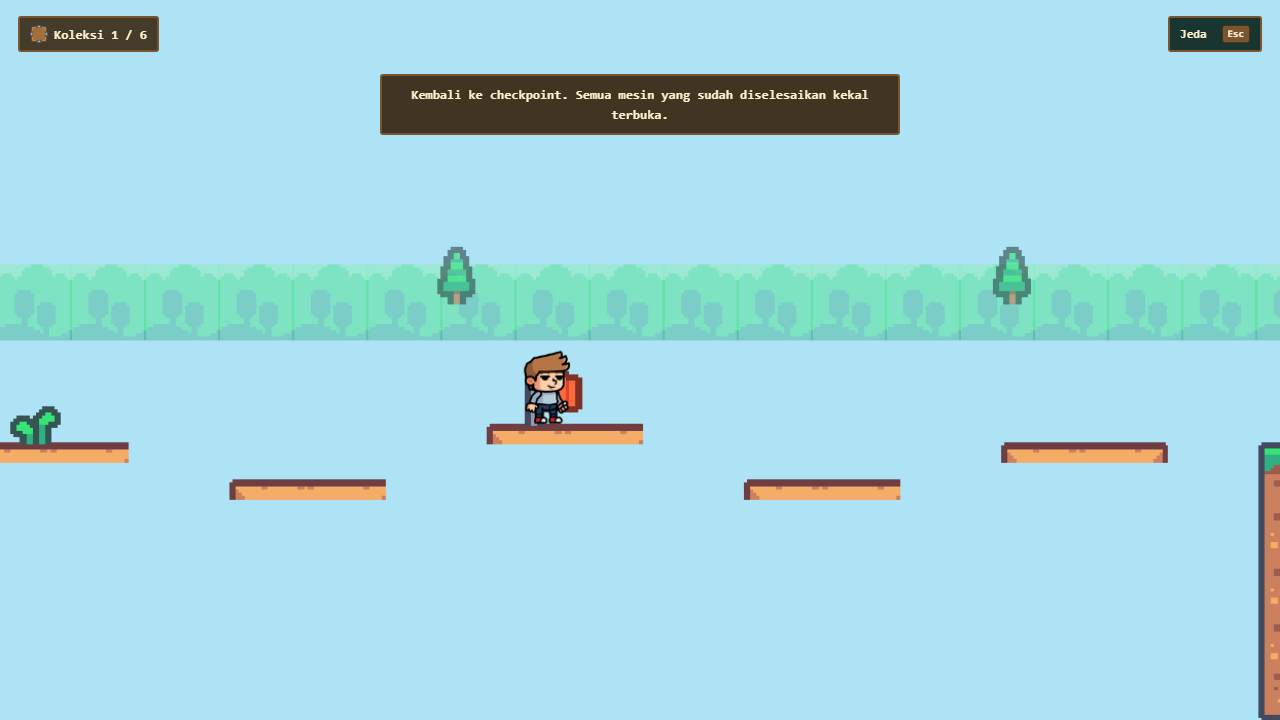 Koleksi 1 / 6
Jeda Esc
Kembali ke checkpoint. Semua mesin yang sudah diselesaikan kekal
terbuka.